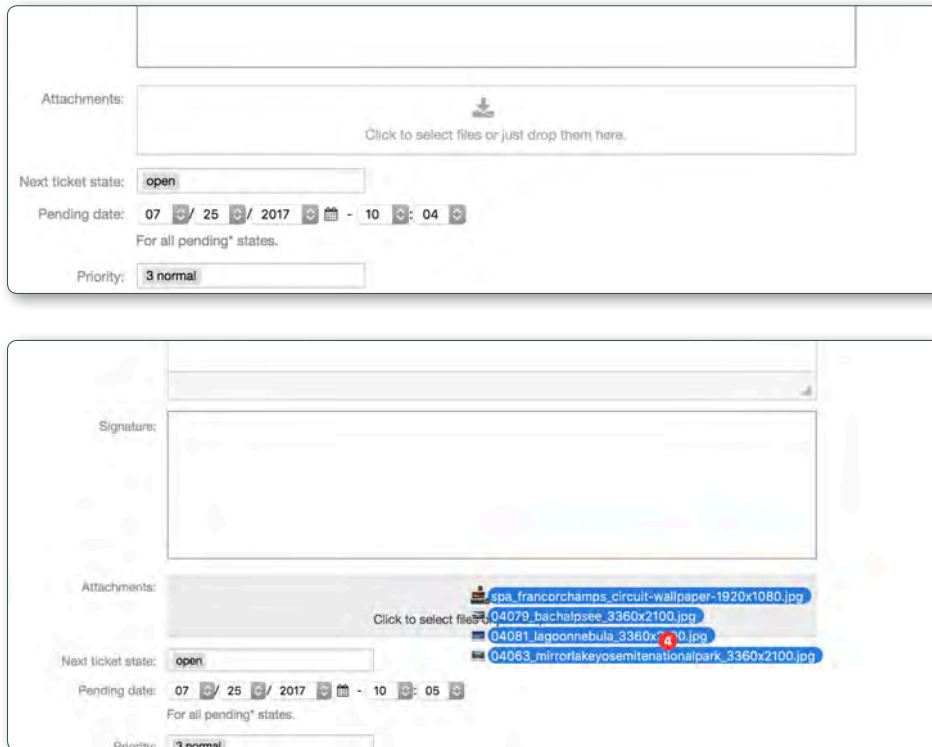 Attachments:
Click to select files or just drop them here.
Next ticket state: open
Pending date: 07 / 25 / 2017 - 10 : 04
For all pending* states.
Priority: 3 normal
Signature:
Attachments:
spa_francorchamps_circuit-wallpaper-1920x1080.jpg
Click to select files 04079_bachalpsee_3360x2100.jpg
04081_lagoonnebula_3360x 0.jpg
4
Next ticket state: open
04063_mirrorlakeyosemitenationalpark_3360x2100.jpg
Pending date: 07 / 25 / 2017 - 10 : 05
For all pending* states.
Priority: 3 normal